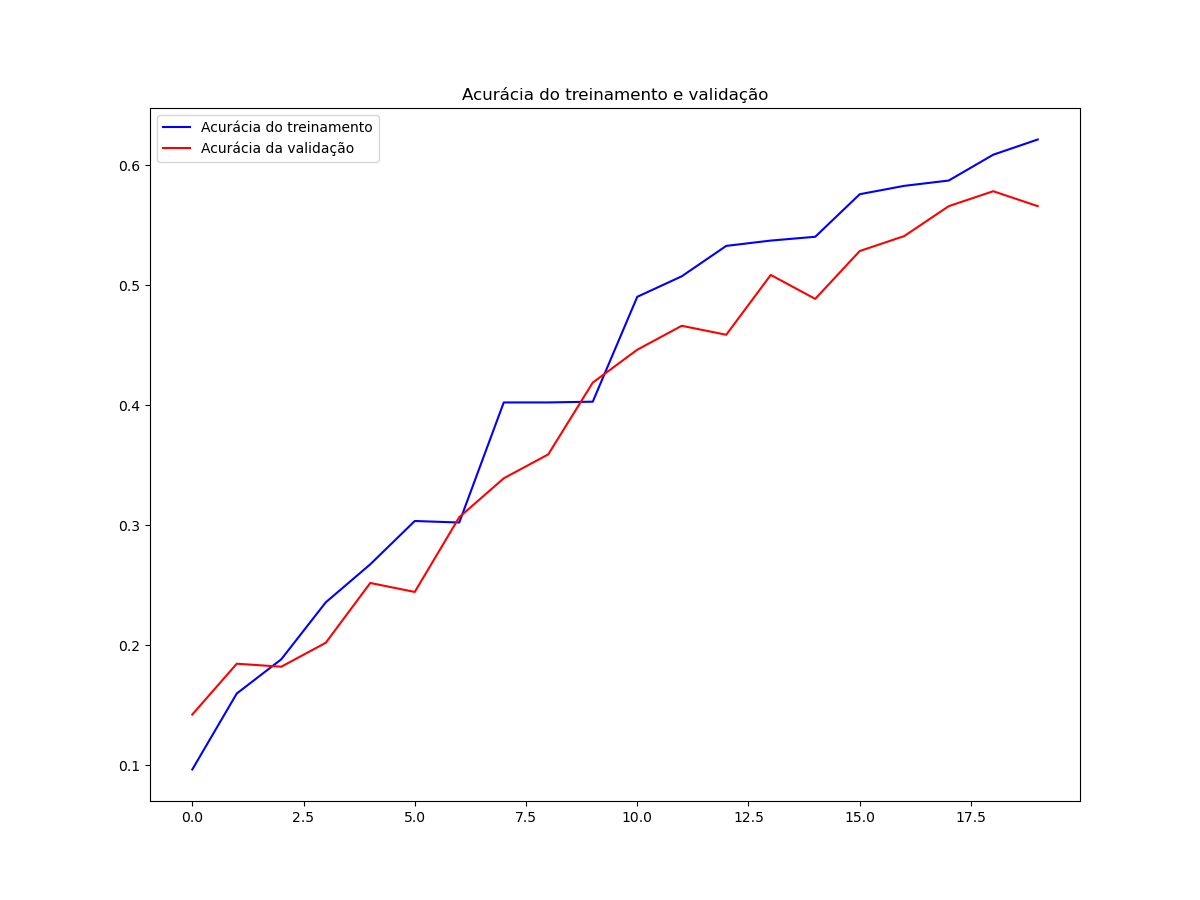 Acurácia do treinamento e validação
Acurácia do treinamento
Acurácia da validação
0.6
0.5
0.4
0.3
0.2
0.1
0.0 2.5 5.0 7.5 10.0 12.5 15.0 17.5